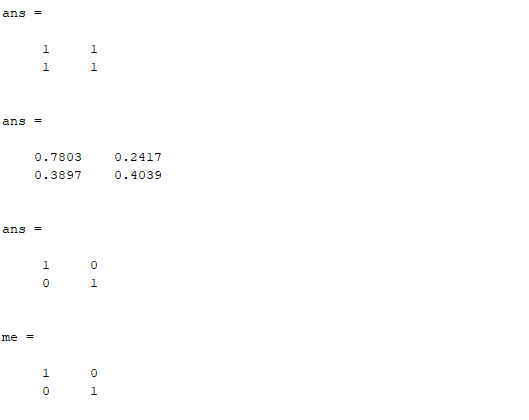 ans =
1 1
1 1
ans =
0.7803 0.2417
0.3897 0.4039
ans =
1 0
0 1
me =
1 0
0 1